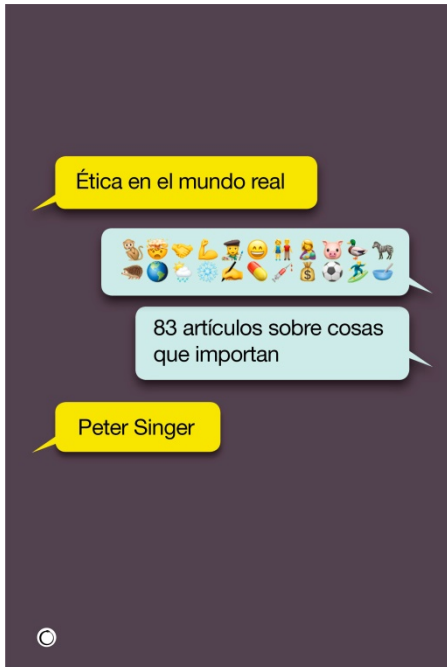 Ética en el mundo real
83 artículos sobre cosas
que importan
Peter Singer